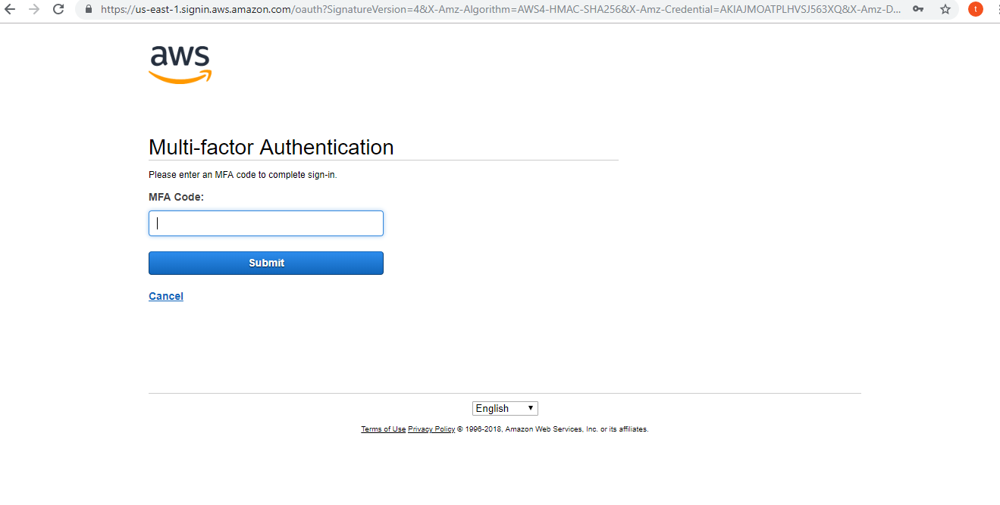 https://us-east-1.signin.aws.amazon.com/oauth?SignatureVersion=4&X-Amz-Algorithm=AWS4-HMAC-SHA256&X-Amz-Credential=AKIAJMOATPLHVSJ563XQ&X-Amz-D...
t
aws
Multi-factor Authentication
Please enter an MFA code to complete sign-in.
MFA Code:
Submit
Cancel
English
Terms of Use Privacy Policy © 1996-2018, Amazon Web Services, Inc. or its affiliates.